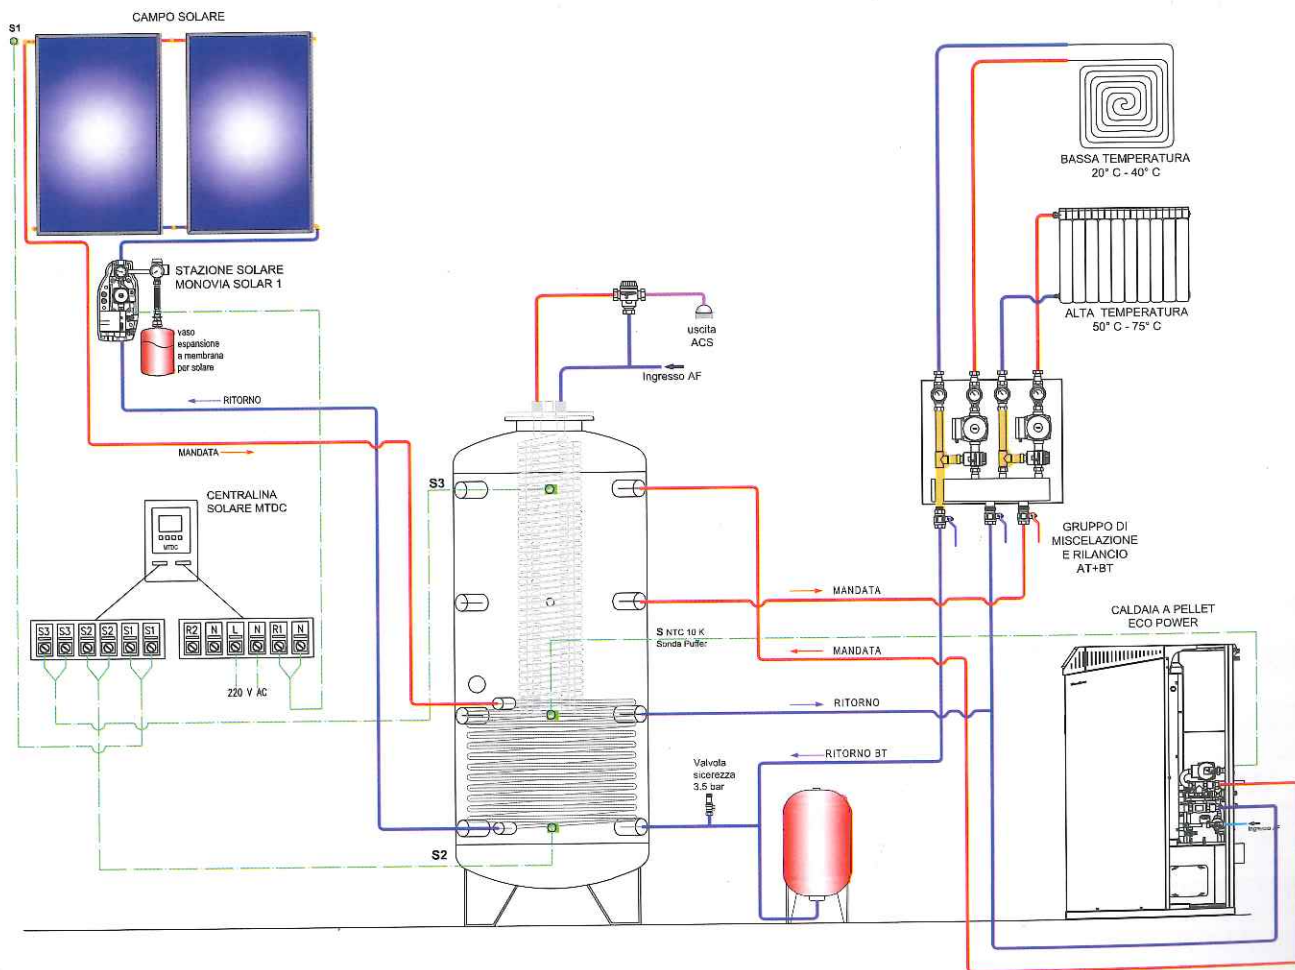 CAMPO SOLARE
S1
BASSA TEMPERATURA
20° C - 40° C
STAZIONE SOLARE
MONOVIA SOLAR 1
ALTA TEMPERATURA
50° C - 75° C
vaso
espansione
a membrana
per solare
uscita
ACS
Ingresso AF
RITORNO
MANDATA
S3
CENTRALINA
SOLARE MTDC
MTDC
GRUPPO DI
MISCELAZIONE
E RILANCIO
AT+BT
MANDATA
CALDAIA A PELLET
ECO POWER
S3 S3 S2 S2 S1 S1
R2 N L N R1 N
S NTC 10 K
Sonda Puffer
MANDATA
220 V AC
RITORNO
RITORNO BT
Valvola
sicerezza
3.5 bar
Ingresso AF
S2